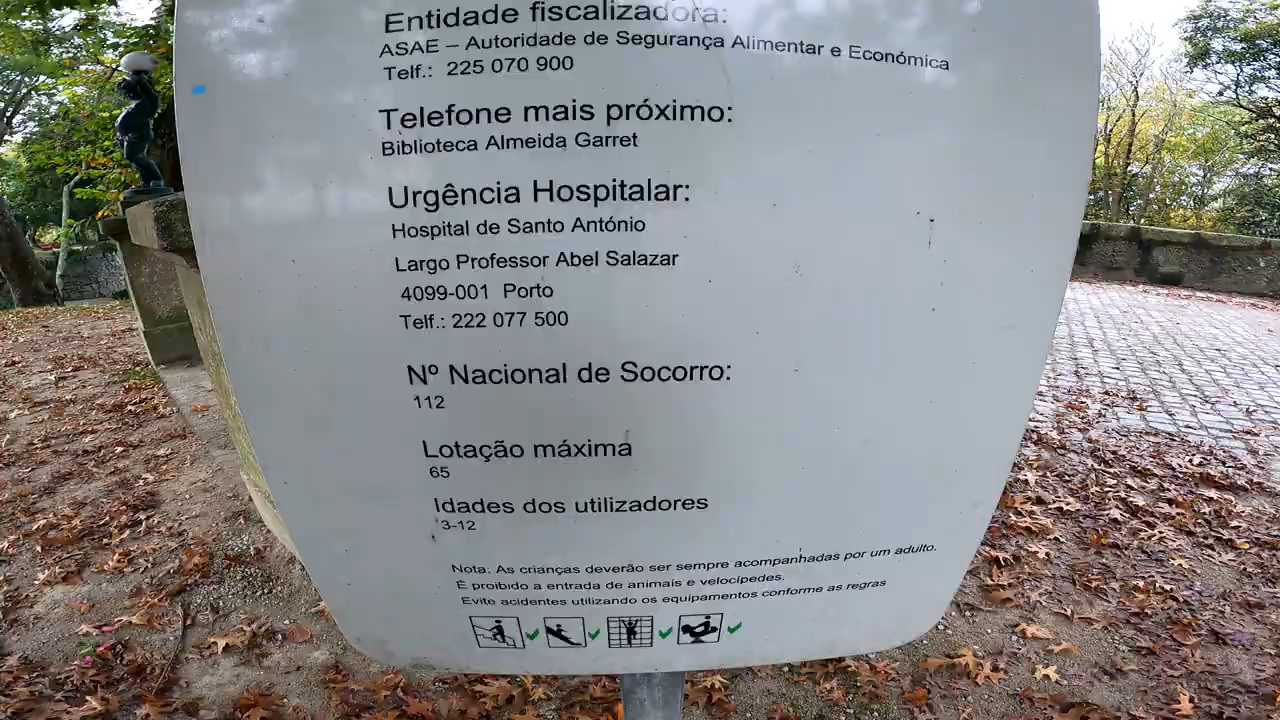 Entidade fiscalizadora:
ASAE – Autoridade de Segurança Alimentar e Económica
Telf.: 225 070 900
Telefone mais próximo:
Biblioteca Almeida Garret
Urgência Hospitalar:
Hospital de Santo António
Largo Professor Abel Salazar
4099-001 Porto
Telf.: 222 077 500
Nº Nacional de Socorro:
112
Lotação máxima
65
Idades dos utilizadores
3-12
Nota: As crianças deverão ser sempre acompanhadas por um adulto.
É proibido a entrada de animais e velocípedes.
Evite acidentes utilizando os equipamentos conforme as regras